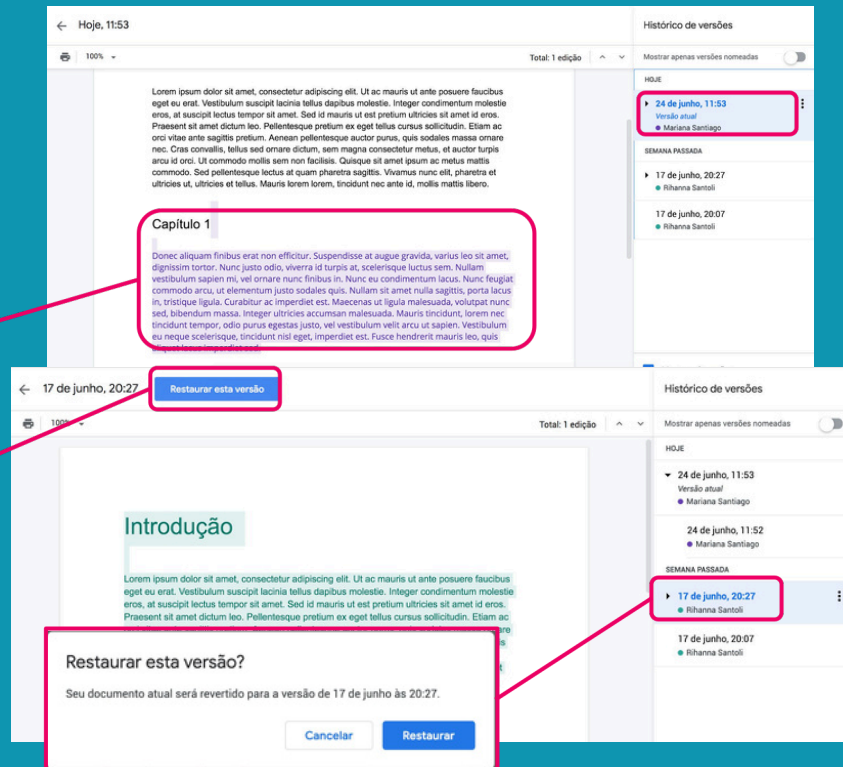 Hoje, 11:53
Histórico de versões
100%
Total: 1 edição
Mostrar apenas versões nomeadas
HOJE
24 de junho, 11:53
Versão atual
Mariana Santiago
SEMANA PASSADA
17 de junho, 20:27
Rihanna Santoli
17 de junho, 20:07
Rihanna Santoli
Lorem ipsum dolor sit amet, consectetur adipiscing elit. Ut ac mauris ut ante posuere faucibus
eget eu erat. Vestibulum suscipit lacinia tellus dapibus molestie. Integer condimentum molestie
eros, at suscipit lectus tempor sit amet. Sed id mauris ut est pretium ultricies sit amet id eros.
Praesent sit amet dictum leo. Pellentesque pretium ex eget tellus cursus sollicitudin. Etiam ac
orci vitae ante sagittis pretium. Aenean pellentesque auctor purus, quis sodales massa ornare
nec. Cras convallis, tellus sed ornare dictum, sem magna consectetur metus, et auctor turpis
arcu id orci. Ut commodo mollis sem non facilisis. Quisque sit amet ipsum ac metus mattis
commodo. Sed pellentesque lectus at quam pharetra sagittis. Vivamus nunc elit, pharetra et
ultricies ut, ultricies et tellus. Mauris lorem lorem, tincidunt nec ante id, mollis mattis libero.
Capítulo 1
Donec aliquam finibus erat non efficitur. Suspendisse at augue gravida, varius leo sit amet,
dignissim tortor. Nunc justo odio, viverra id turpis at, scelerisque luctus sem. Nullam
vestibulum sapien mi, vel ornare nunc finibus in. Nunc eu condimentum lacus. Nunc feugiat
commodo arcu, ut elementum justo sodales quis. Nullam sit amet nulla sagittis, porta lacus
in, tristique ligula. Curabitur ac imperdiet est. Maecenas ut ligula malesuada, volutpat nunc
sed, bibendum massa. Integer ultricies accumsan malesuada. Mauris tincidunt, lorem nec
tincidunt tempor, odio purus egestas justo, vel vestibulum velit arcu ut sapien. Vestibulum
eu neque scelerisque, tincidunt nisl eget, imperdiet est. Fusce hendrerit mauris leo, quis
17 de junho, 20:27
Restaurar esta versão
Histórico de versões
100%
Total: 1 edição
Mostrar apenas versões nomeadas
HOJE
24 de junho, 11:53
Versão atual
Mariana Santiago
24 de junho, 11:52
Mariana Santiago
SEMANA PASSADA
17 de junho, 20:27
Rihanna Santoli
17 de junho, 20:07
Rihanna Santoli
Introdução
Lorem ipsum dolor sit amet, consectetur adipiscing elit. Ut ac mauris ut ante posuere faucibus
eget eu erat. Vestibulum suscipit lacinia tellus dapibus molestie. Integer condimentum molestie
eros, at suscipit lectus tempor sit amet. Sed id mauris ut est pretium ultricies sit amet id eros.
Praesent sit amet dictum leo. Pellentesque pretium ex eget tellus cursus sollicitudin. Etiam ac
Restaurar esta versão?
Seu documento atual será revertido para a versão de 17 de junho às 20:27.
Cancelar
Restaurar